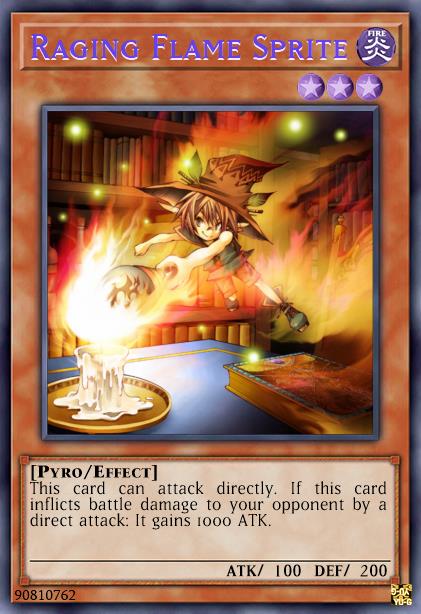 Raging Flame Sprite
FIRE
炎
[Pyro/Effect]
This card can attack directly. If this card
inflicts battle damage to your opponent by a
direct attack: It gains 1000 ATK.
ATK/ 100 DEF/ 200
90810762